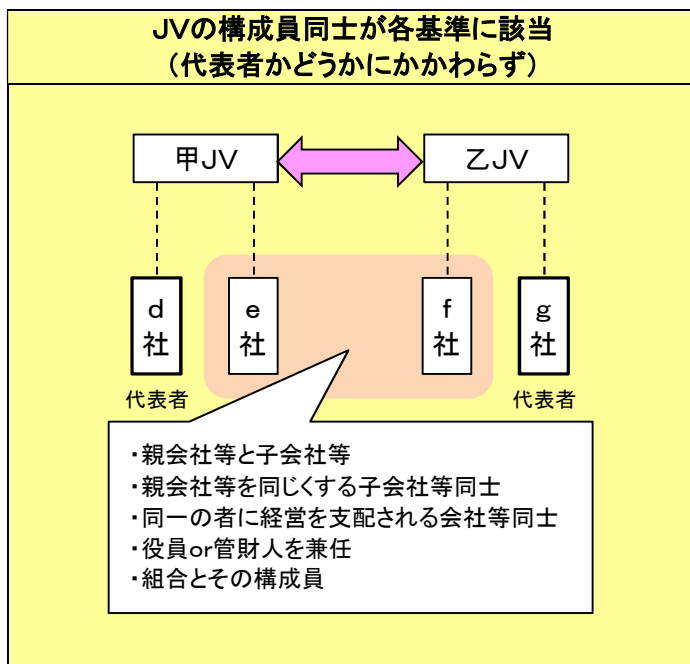 ＪＶの構成員同士が各基準に該当
（代表者かどうかにかかわらず）
甲ＪＶ
乙ＪＶ
ｄ
社
ｅ
社
ｆ
社
ｇ
社
代表者
代表者
・親会社等と子会社等
・親会社等を同じくする子会社等同士
・同一の者に経営を支配される会社等同士
・役員or管財人を兼任
・組合とその構成員